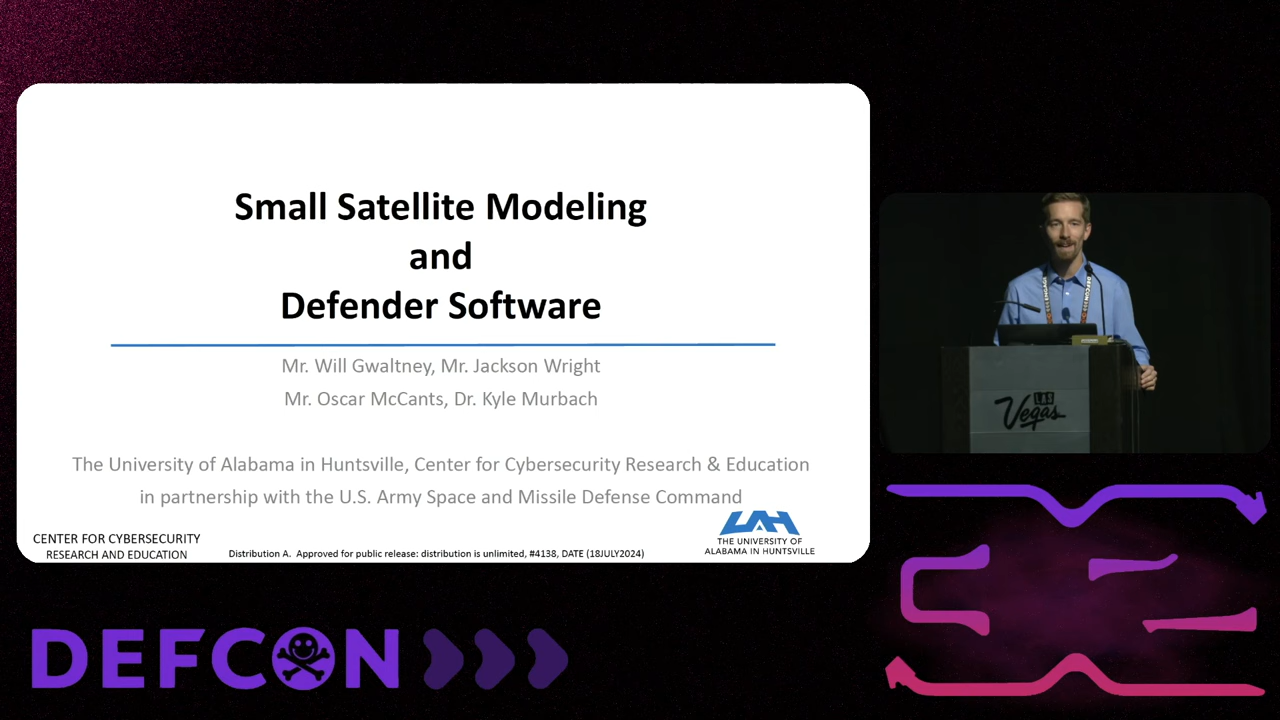 Small Satellite Modeling
and
Defender Software
Mr. Will Gwaltney, Mr. Jackson Wright
Mr. Oscar McCants, Dr. Kyle Murbach
The University of Alabama in Huntsville, Center for Cybersecurity Research & Education
in partnership with the U.S. Army Space and Missile Defense Command
CENTER FOR CYBERSECURITY
RESEARCH AND EDUCATION
Distribution A. Approved for public release: distribution is unlimited, #4138, DATE (18JULY2024)
UAH
THE UNIVERSITY OF
ALABAMA IN HUNTSVILLE
LAS
Vegas
DEFCON